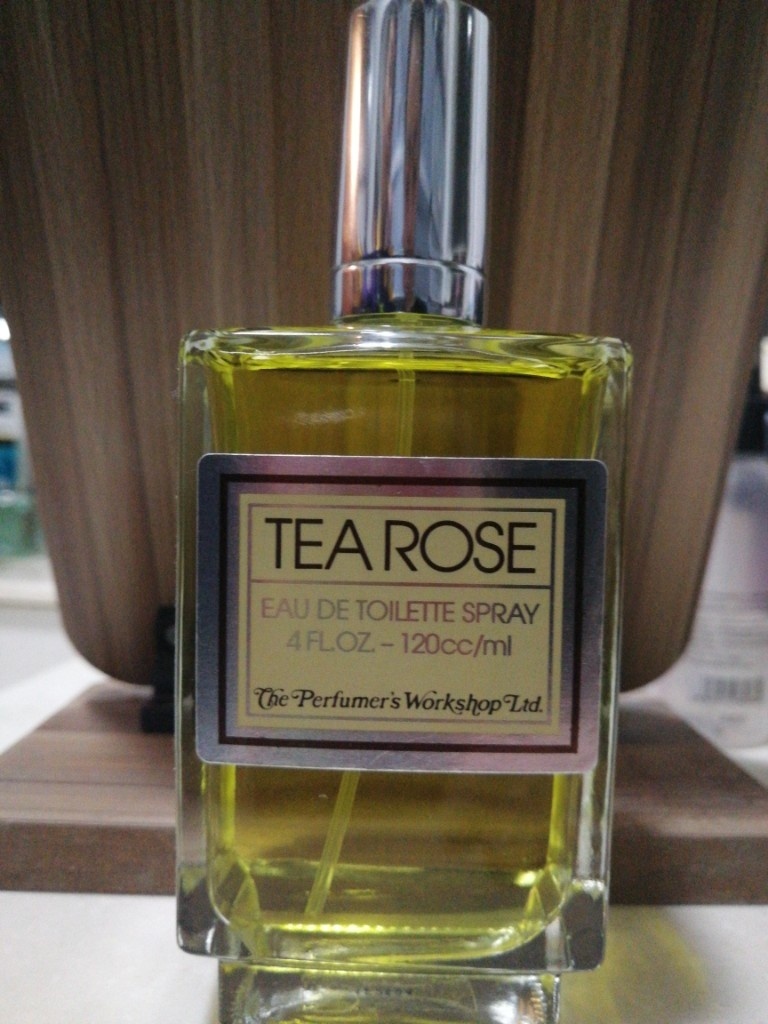 TEA ROSE
EAU DE TOILETTE SPRAY
4 FL.OZ. – 120cc/ml
The Perfumer's Workshop Ltd.